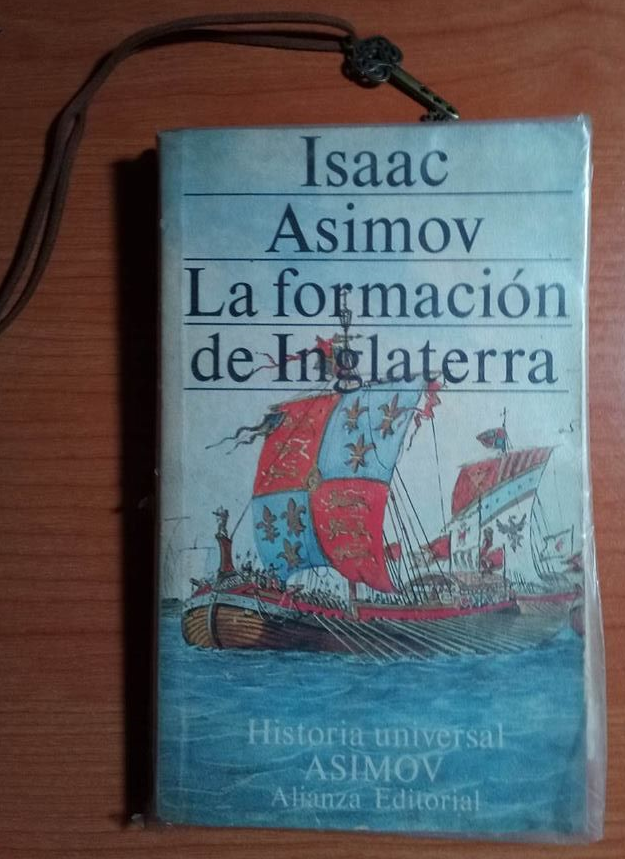 Isaac
Asimov
La formación
de Inglaterra
Historia universal
ASIMOV
Alianza Editorial